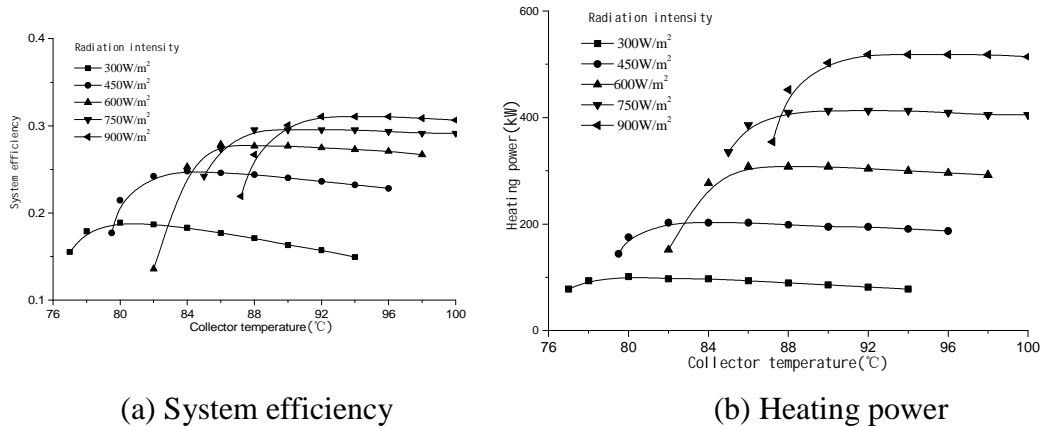 Radiation intensity
300W/m²
450W/m²
600W/m²
750W/m²
900W/m²
System efficiency
0.5
0.4
0.3
0.2
0.1
76 80 84 88 92 96 100
Collector temperature(℃)
(a) System efficiency
Radiation intensity
300W/m²
450W/m²
600W/m²
750W/m²
900W/m²
Heating power(kW)
600
400
200
0
76 80 84 88 92 96 100
Collector temperature(℃)
(b) Heating power